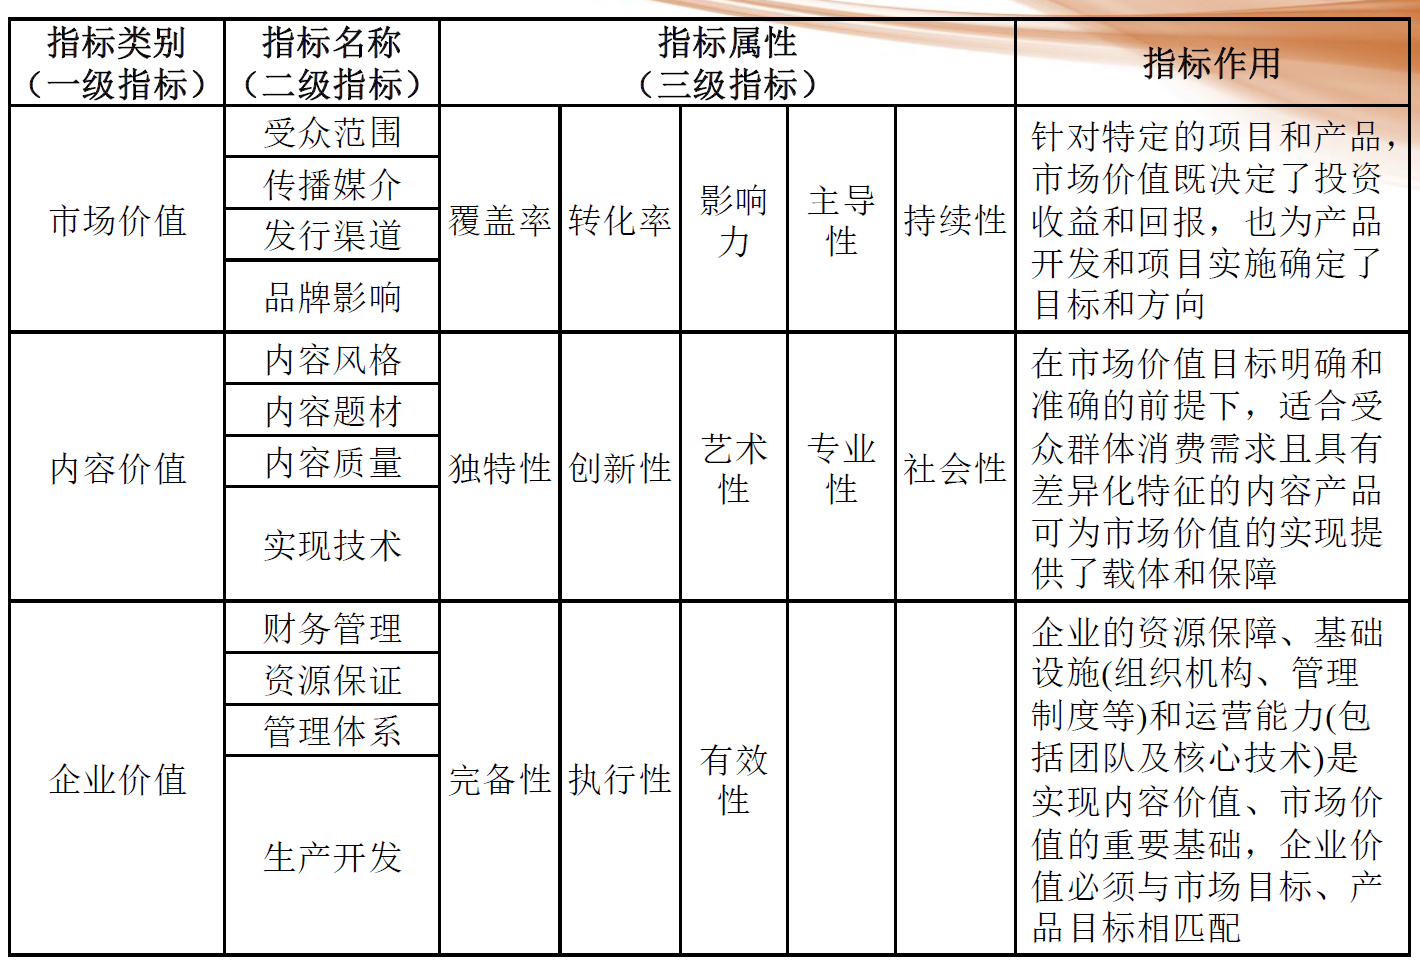 指标类别
（一级指标）
指标名称
（二级指标）
指标属性
（三级指标）
指标作用
市场价值
受众范围
传播媒介
发行渠道
品牌影响
覆盖率
转化率
影响
力
主导
性
持续性
针对特定的项目和产品，
市场价值既决定了投资
收益和回报，也为产品
开发和项目实施确定了
目标和方向
内容价值
内容风格
内容题材
内容质量
实现技术
独特性
创新性
艺术
性
专业
性
社会性
在市场价值目标明确和
准确的前提下，适合受
众群体消费需求且具有
差异化特征的内容产品
可为市场价值的实现提
供了载体和保障
企业价值
财务管理
资源保证
管理体系
生产开发
完备性
执行性
有效
性
企业的资源保障、基础
设施(组织机构、管理
制度等)和运营能力(包
括团队及核心技术)是
实现内容价值、市场价
值的重要基础，企业价
值必须与市场目标、产
品目标相匹配